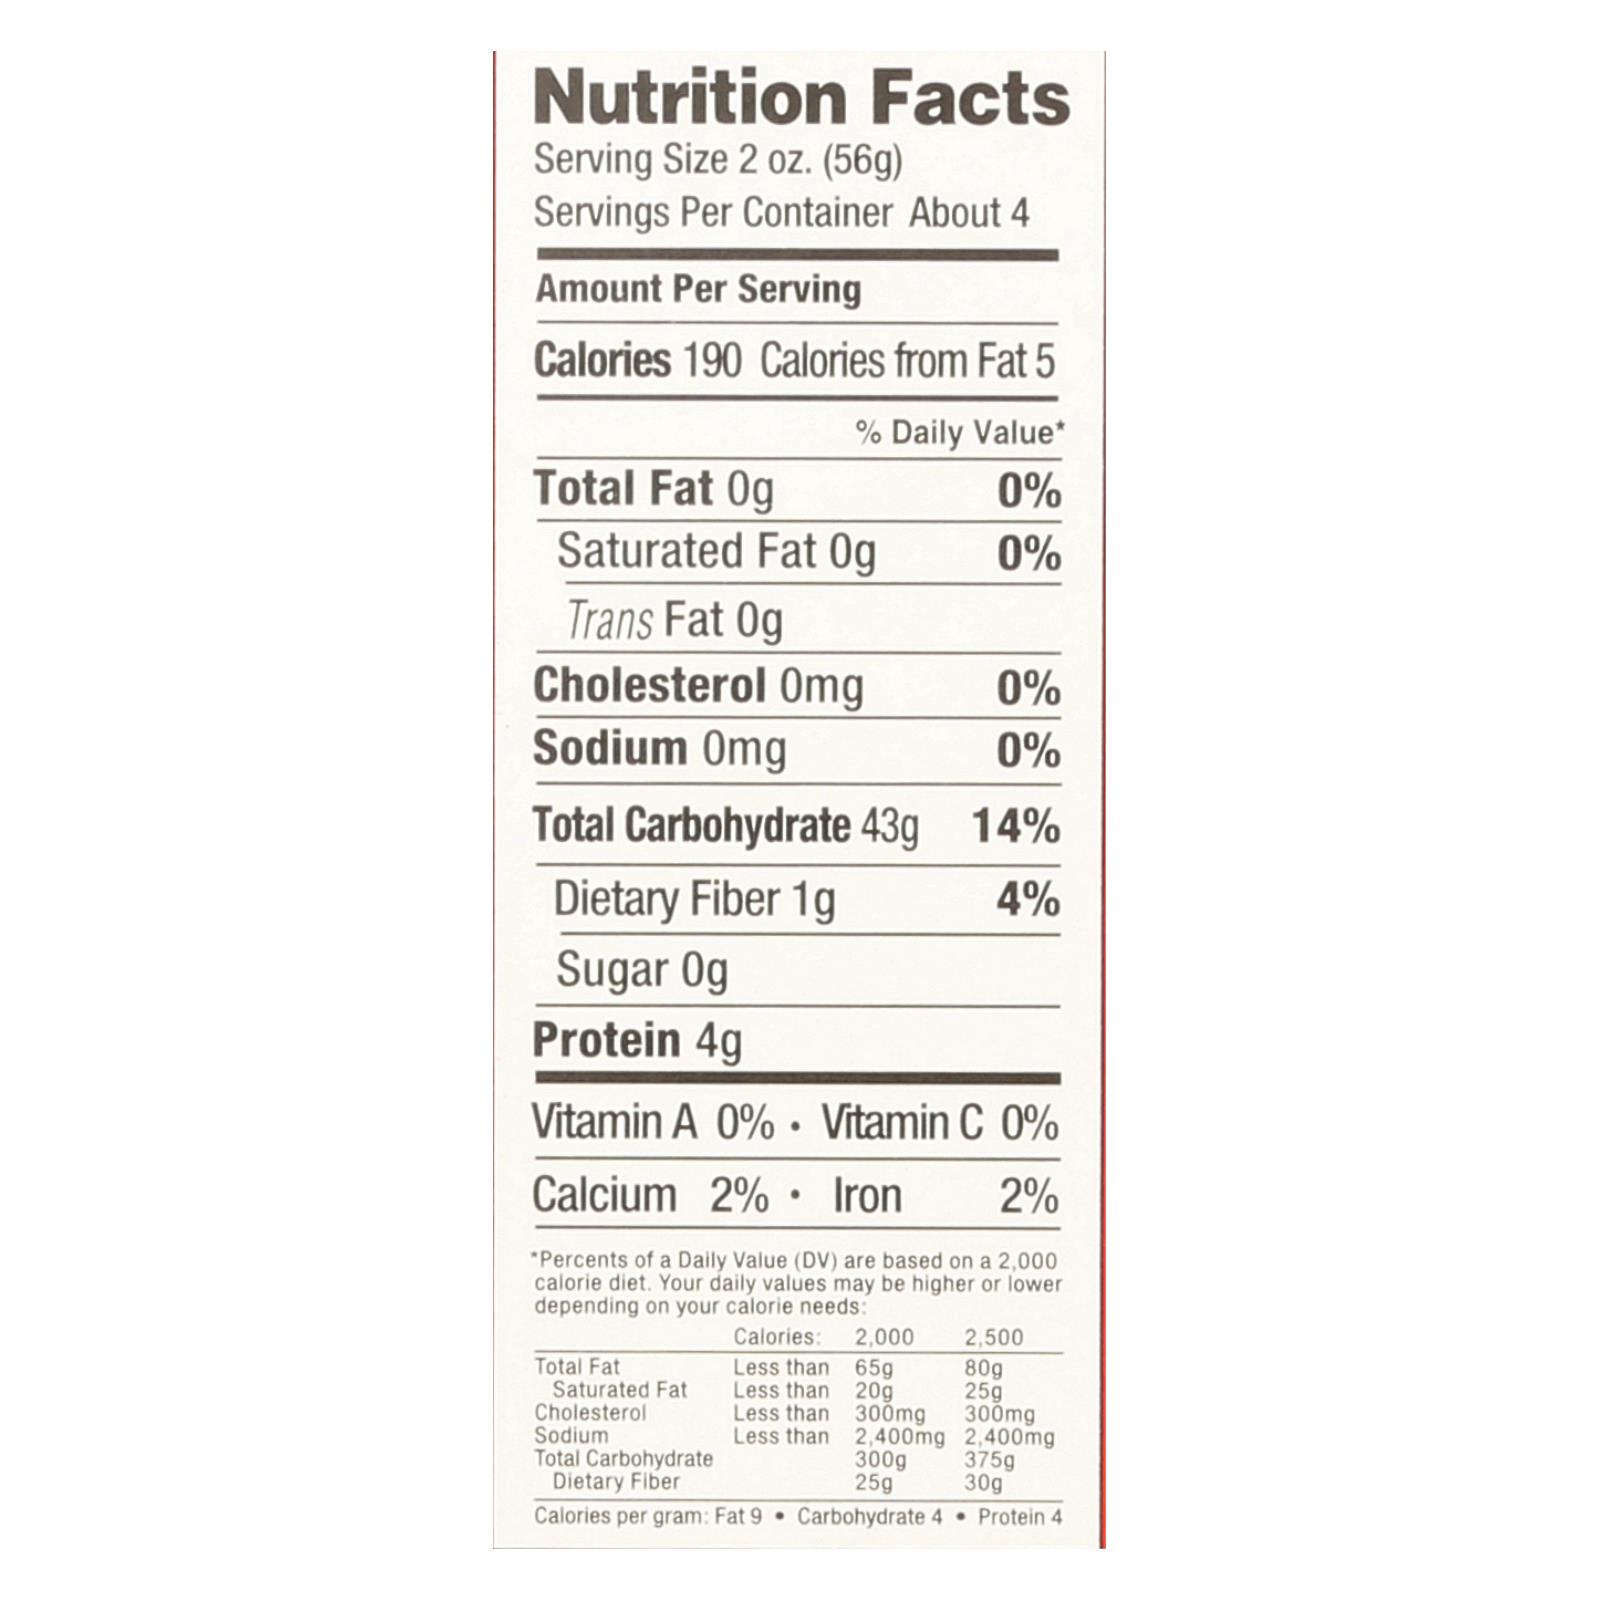 Nutrition Facts
Serving Size 2 oz. (56g)
Servings Per Container About 4
Amount Per Serving
Calories 190 Calories from Fat 5
% Daily Value*
Total Fat 0g 0%
Saturated Fat 0g 0%
Trans Fat 0g
Cholesterol 0mg 0%
Sodium 0mg 0%
Total Carbohydrate 43g 14%
Dietary Fiber 1g 4%
Sugar 0g
Protein 4g
Vitamin A 0% • Vitamin C 0%
Calcium 2% • Iron 2%
*Percents of a Daily Value (DV) are based on a 2,000
calorie diet. Your daily values may be higher or lower
depending on your calorie needs:
Calories: 2,000 2,500
Total Fat Less than 65g 80g
Saturated Fat Less than 20g 25g
Cholesterol Less than 300mg 300mg
Sodium Less than 2,400mg 2,400mg
Total Carbohydrate 300g 375g
Dietary Fiber 25g 30g
Calories per gram: Fat 9 • Carbohydrate 4 • Protein 4